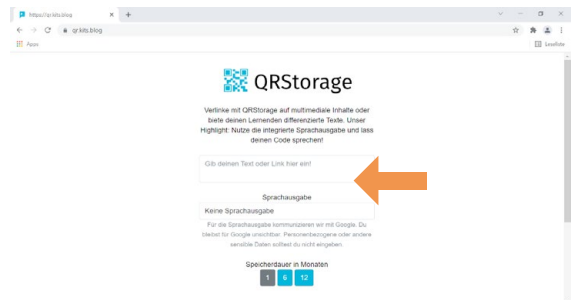 https://qr.kits.blog
qr.kits.blog
Apps
Leseliste
QRStorage
Verlinke mit QRStorage auf multimediale Inhalte oder
biete deinen Lernenden differenzierte Texte. Unser
Highlight: Nutze die integrierte Sprachausgabe und lass
deinen Code sprechen!
Gib deinen Text oder Link hier ein!
Sprachausgabe
Keine Sprachausgabe
Für die Sprachausgabe kommunizieren wir mit Google. Du
bleibst für Google unsichtbar. Personenbezogene oder andere
sensible Daten solltest du nicht eingeben.
Speicherdauer in Monaten
1 6 12